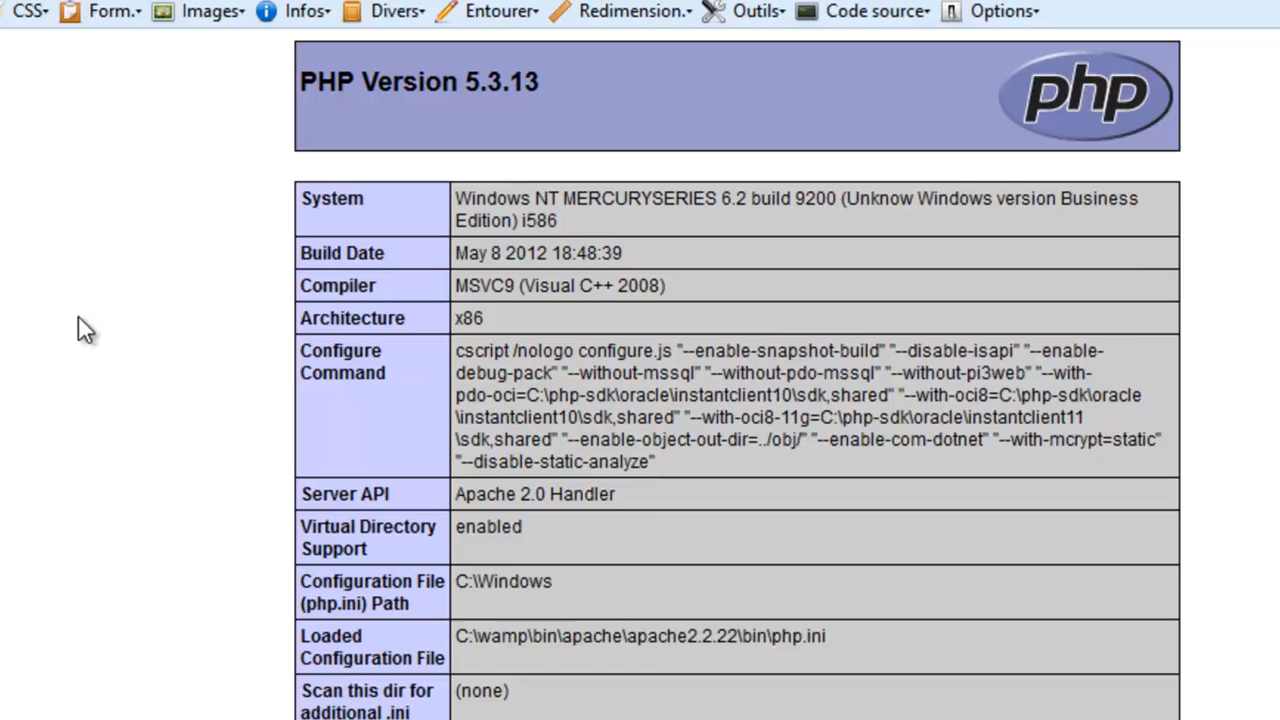 CSS Form. Images Infos Divers Entourer Redimension. Outils Code source Options
PHP Version 5.3.13
php
System
Windows NT MERCURYSERIES 6.2 build 9200 (Unknow Windows version Business
Edition) i586
Build Date
May 8 2012 18:48:39
Compiler
MSVC9 (Visual C++ 2008)
Architecture
x86
Configure
Command
cscript /nologo configure.js "--enable-snapshot-build" "--disable-isapi" "--enable-
debug-pack" "--without-mssql" "--without-pdo-mssql" "--without-pi3web" "--with-
pdo-oci=C:\php-sdk\oracle\instantclient10\sdk,shared" "--with-oci8=C:\php-sdk\oracle
\instantclient10\sdk,shared" "--with-oci8-11g=C:\php-sdk\oracle\instantclient11
\sdk,shared" "--enable-object-out-dir=../obj/" "--enable-com-dotnet" "--with-mcrypt=static"
"--disable-static-analyze"
Server API
Apache 2.0 Handler
Virtual Directory
Support
enabled
Configuration File
(php.ini) Path
C:\Windows
Loaded
Configuration File
C:\wamp\bin\apache\apache2.2.22\bin\php.ini
Scan this dir for
additional .ini
(none)